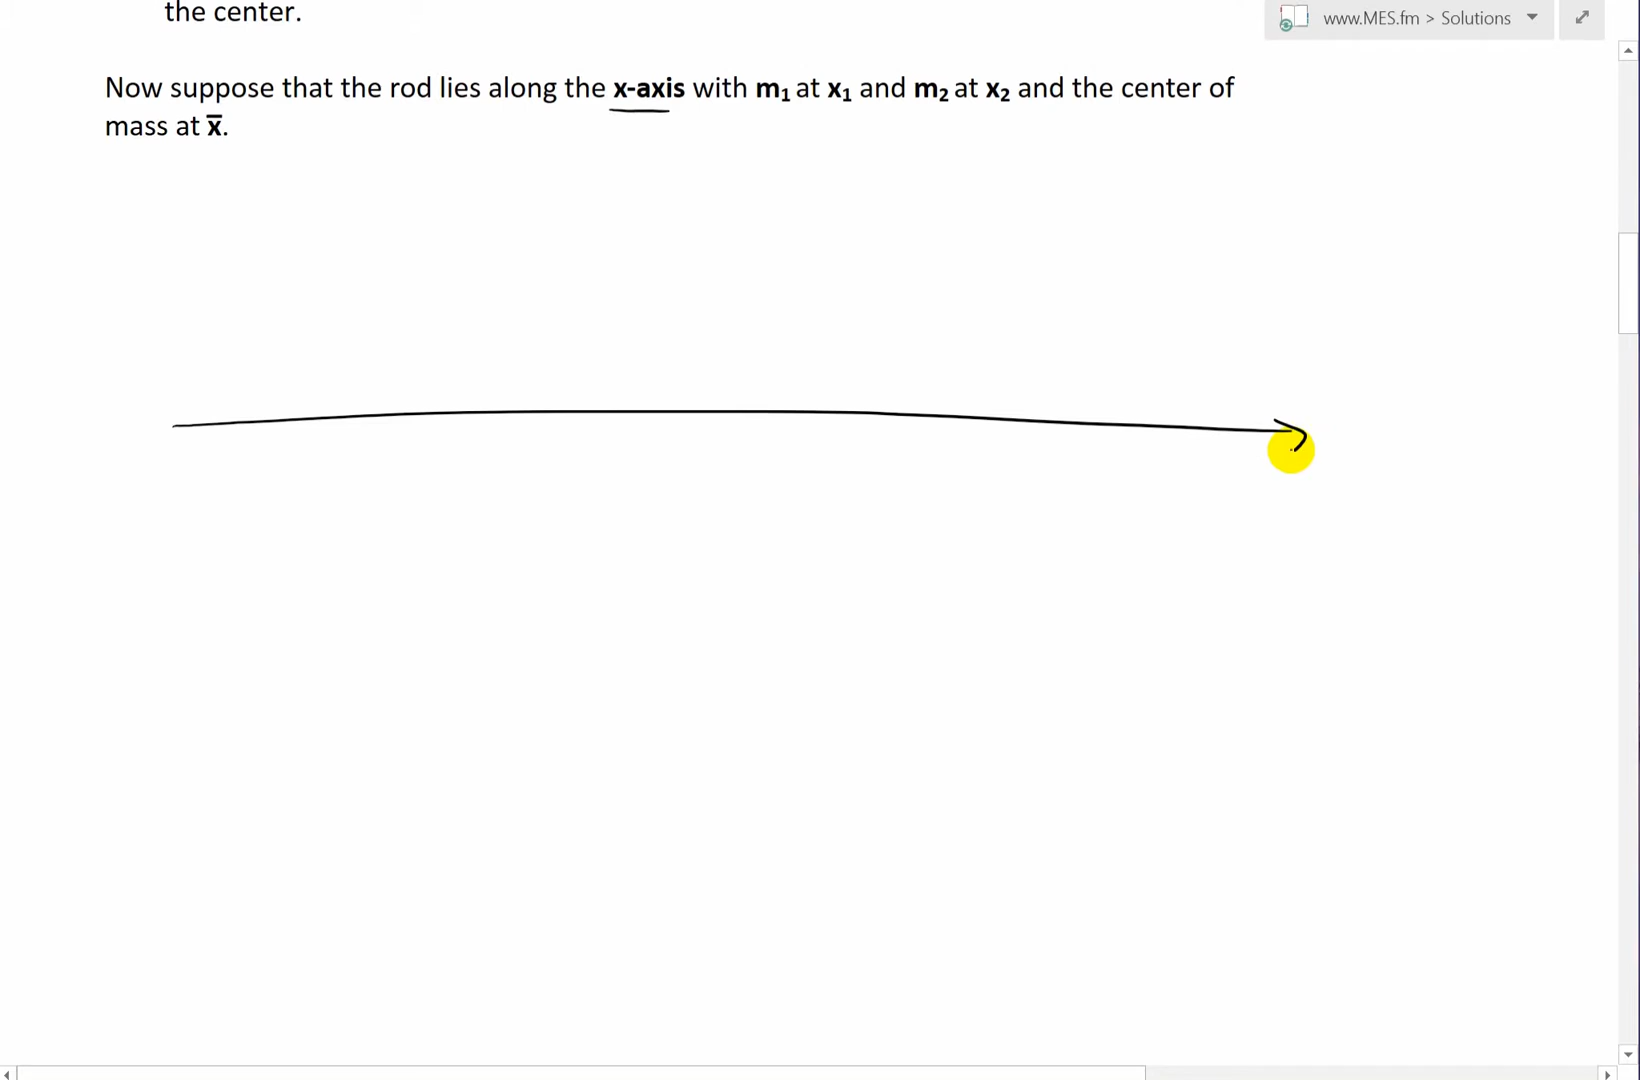 the center.
www.MES.fm > Solutions
Now suppose that the rod lies along the x-axis with m₁ at x₁ and m₂ at x₂ and the center of
mass at x̅.